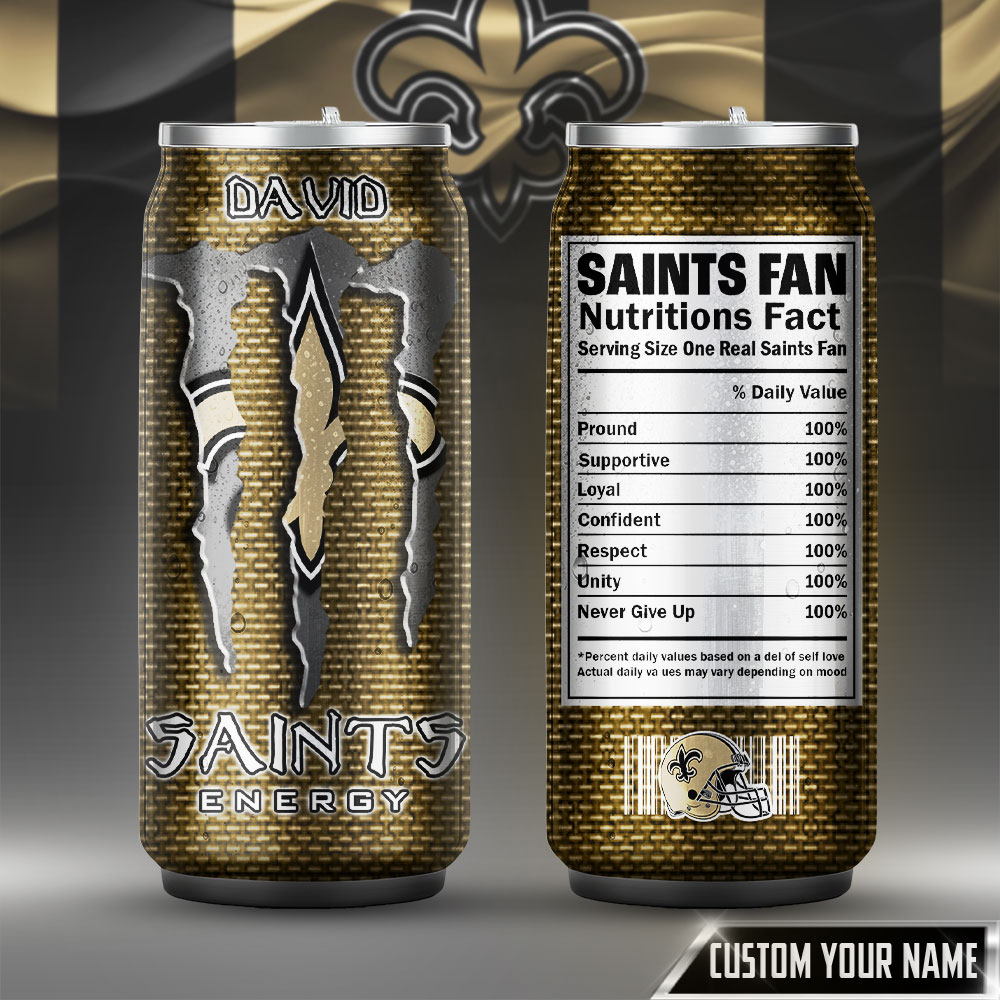 DAVID
SAINTS
ENERGY
SAINTS FAN
Nutritions Fact
Serving Size One Real Saints Fan
% Daily Value
Pround 100%
Supportive 100%
Loyal 100%
Confident 100%
Respect 100%
Unity 100%
Never Give Up 100%
*Percent daily values based on a del of self love
Actual daily va ues may vary depending on mood
CUSTOM YOUR NAME